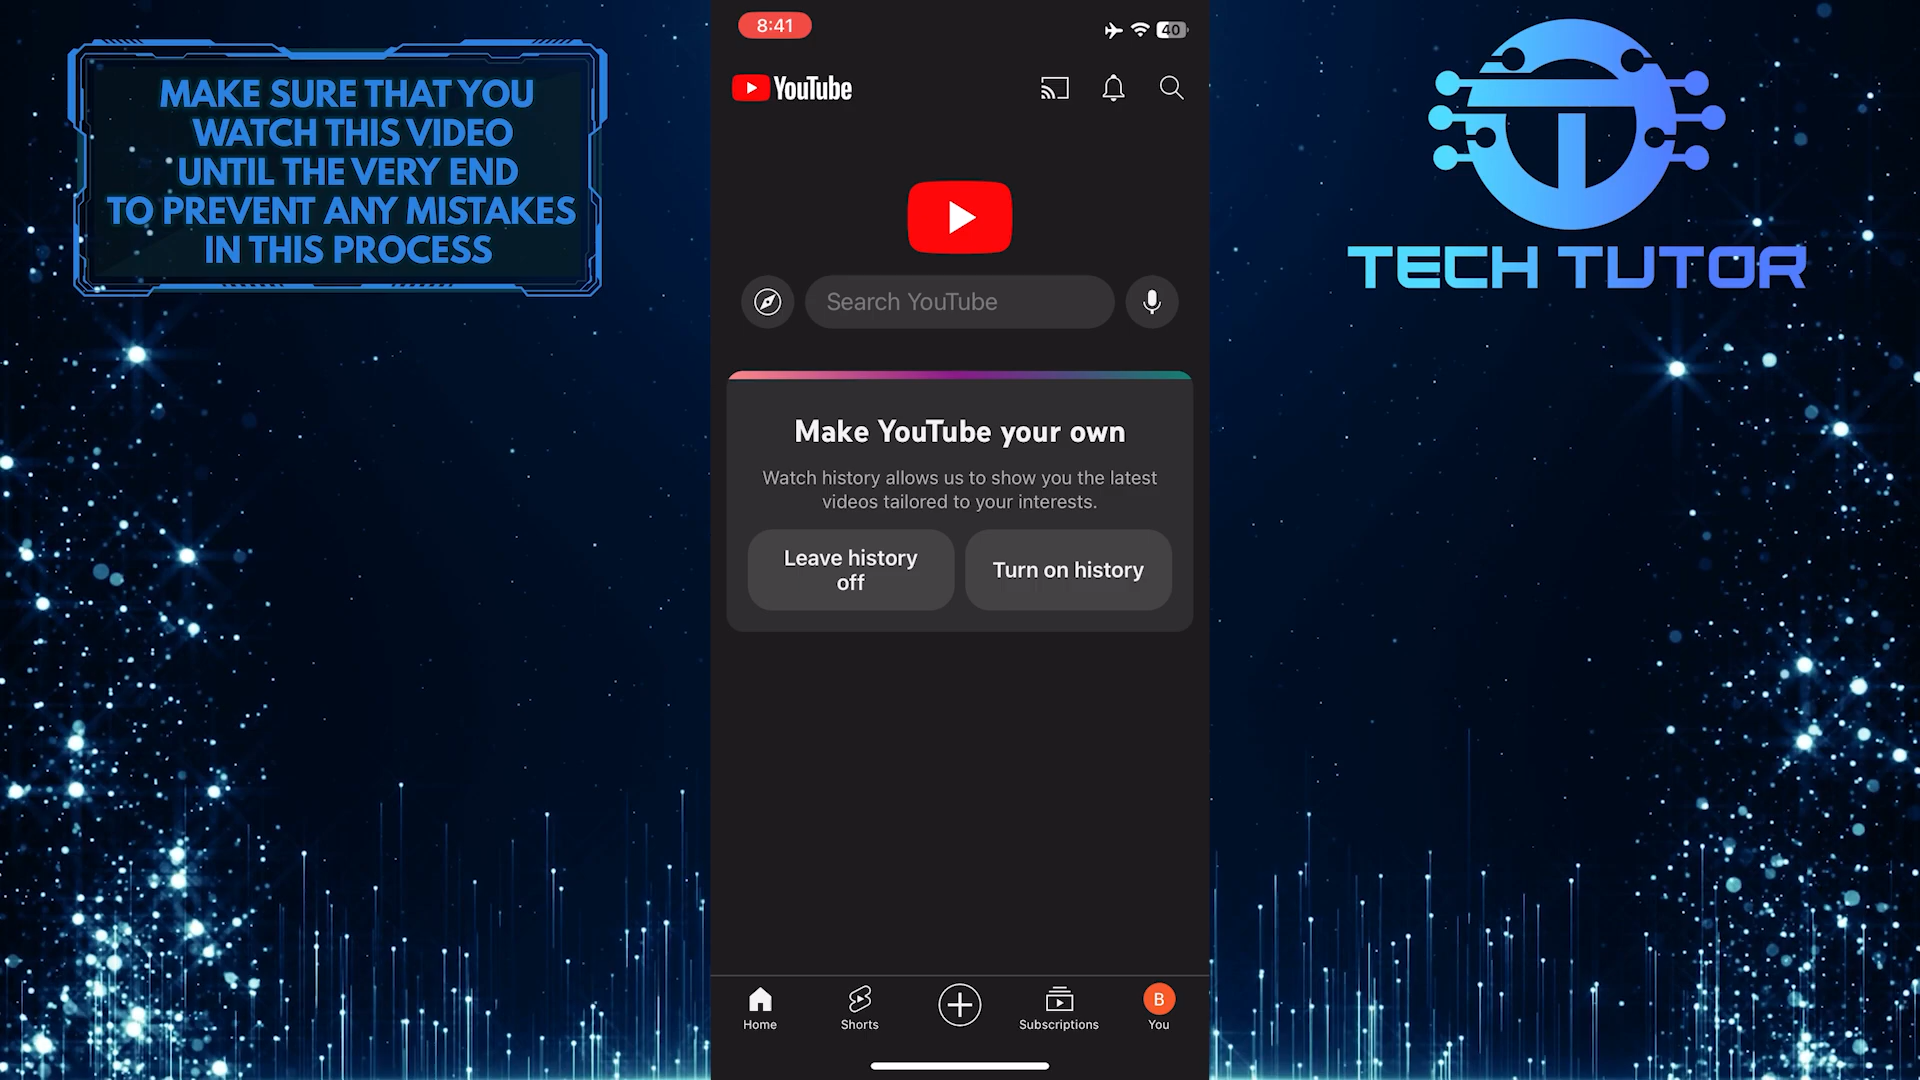 MAKE SURE THAT YOU
WATCH THIS VIDEO
UNTIL THE VERY END
TO PREVENT ANY MISTAKES
IN THIS PROCESS
8:41
40
YouTube
Search YouTube
Make YouTube your own
Watch history allows us to show you the latest
videos tailored to your interests.
Leave history
off
Turn on history
Home
Shorts
Subscriptions
B
You
TECH TUTOR